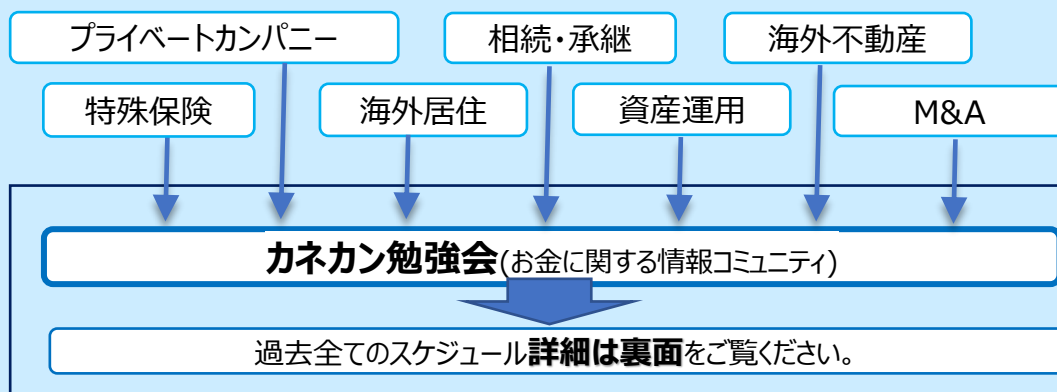 プライベートカンパニー 相続・承継 海外不動産
特殊保険 海外居住 資産運用 M&A
カネカン勉強会(お金に関する情報コミュニティ)
過去全てのスケジュール詳細は裏面をご覧ください。